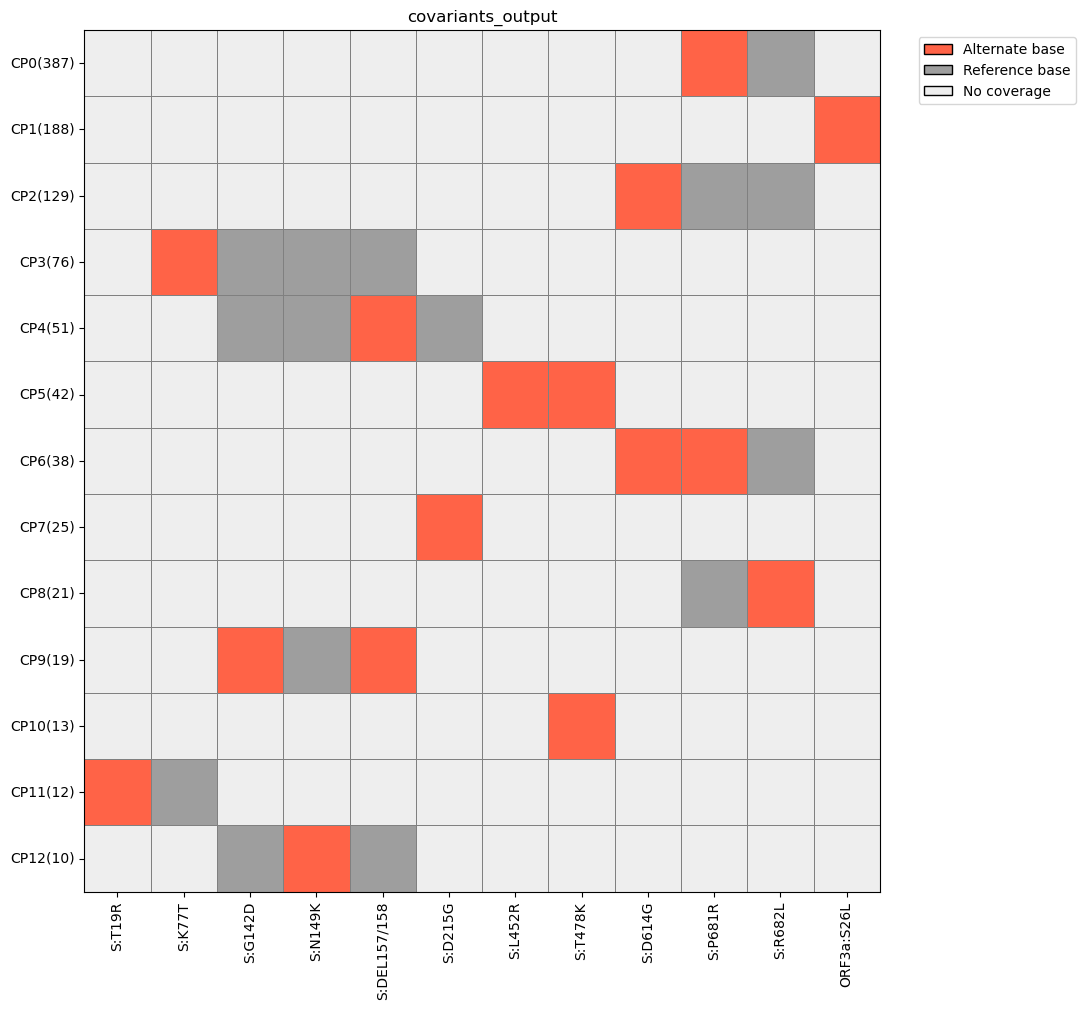 covariants_output
Alternate base
Reference base
No coverage
CP0(387)
CP1(188)
CP2(129)
CP3(76)
CP4(51)
CP5(42)
CP6(38)
CP7(25)
CP8(21)
CP9(19)
CP10(13)
CP11(12)
CP12(10)
S:T19R
S:K77T
S:G142D
S:N149K
S:DEL157/158
S:D215G
S:L452R
S:T478K
S:D614G
S:P681R
S:R682L
ORF3a:S26L